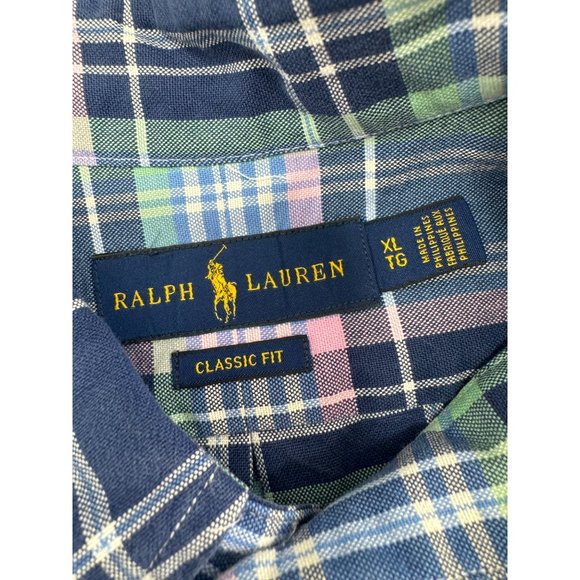 RALPH LAUREN
CLASSIC FIT
XL
TG
MADE IN
PHILIPPINES
FABRIQUÉ AUX
PHILIPPINES